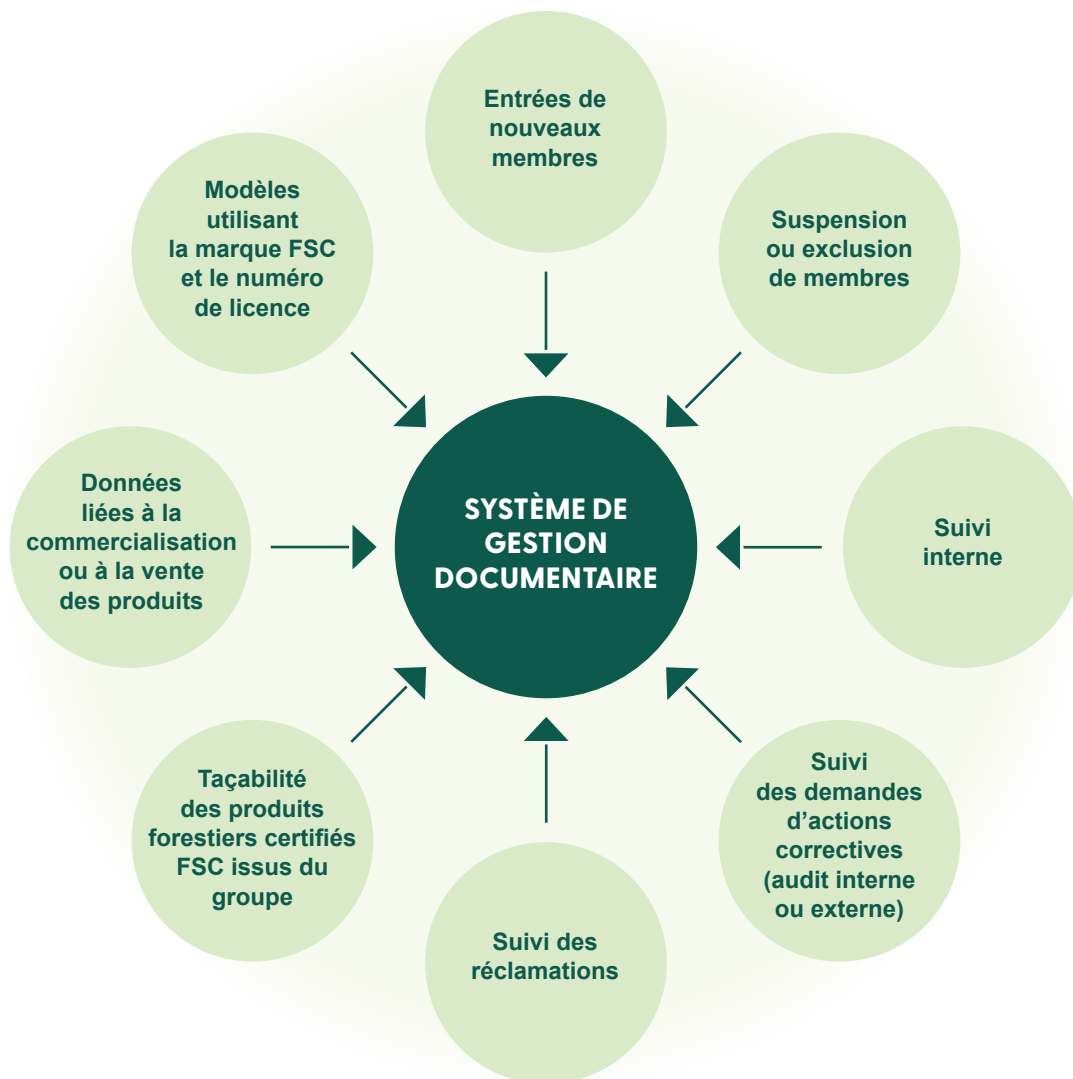 Entrées de
nouveaux
membres
Suspension
ou exclusion
de membres
Suivi
interne
Suivi
des demandes
d'actions
correctives
(audit interne
ou externe)
Suivi des
réclamations
Taçabilité
des produits
forestiers certifiés
FSC issus du
groupe
Données
liées à la
commercialisation
ou à la vente
des produits
Modèles
utilisant
la marque FSC
et le numéro
de licence
SYSTÈME DE
GESTION
DOCUMENTAIRE